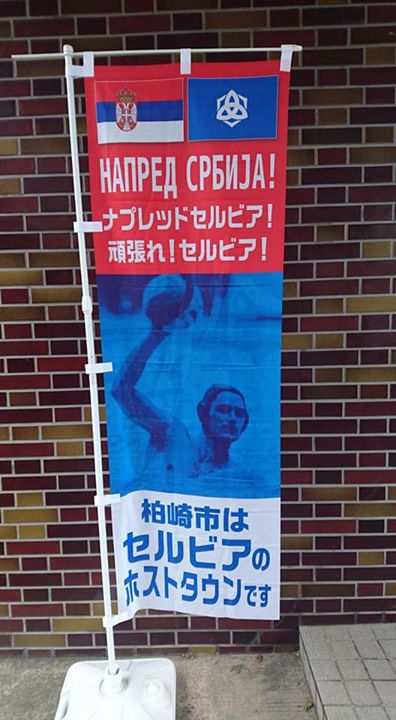 НАПРЕД СРБИЈА!
ナプレッドセルビア!
頑張れ!セルビア!
柏崎市は
セルビアの
ホストタウンです